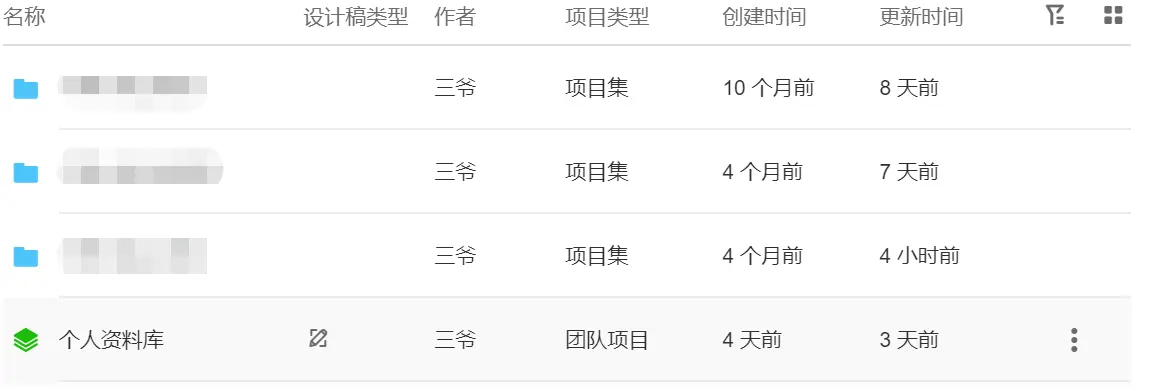 名称 设计稿类型 作者 项目类型 创建时间 更新时间
三爷 项目集 10 个月前 8 天前
三爷 项目集 4 个月前 7 天前
三爷 项目集 4 个月前 4 小时前
个人资料库 三爷 团队项目 4 天前 3 天前